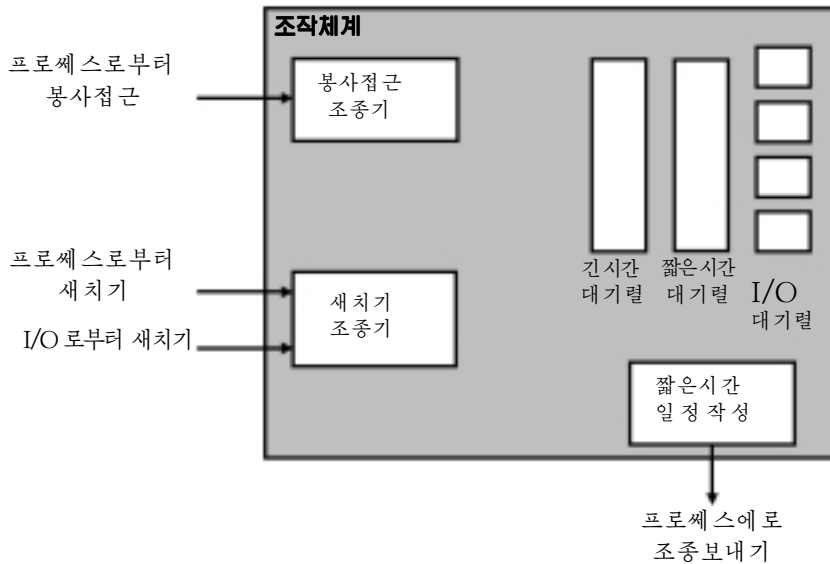 조작체계
프로쎄스로부터
봉사접근
봉사접근
조종기
프로쎄스로부터
새치기
I/O 로부터 새치기
새치기
조종기
긴시간
대기렬
짧은시간
대기렬
I/O
대기렬
짧은시간
일정작성
프로쎄스에로
조종보내기